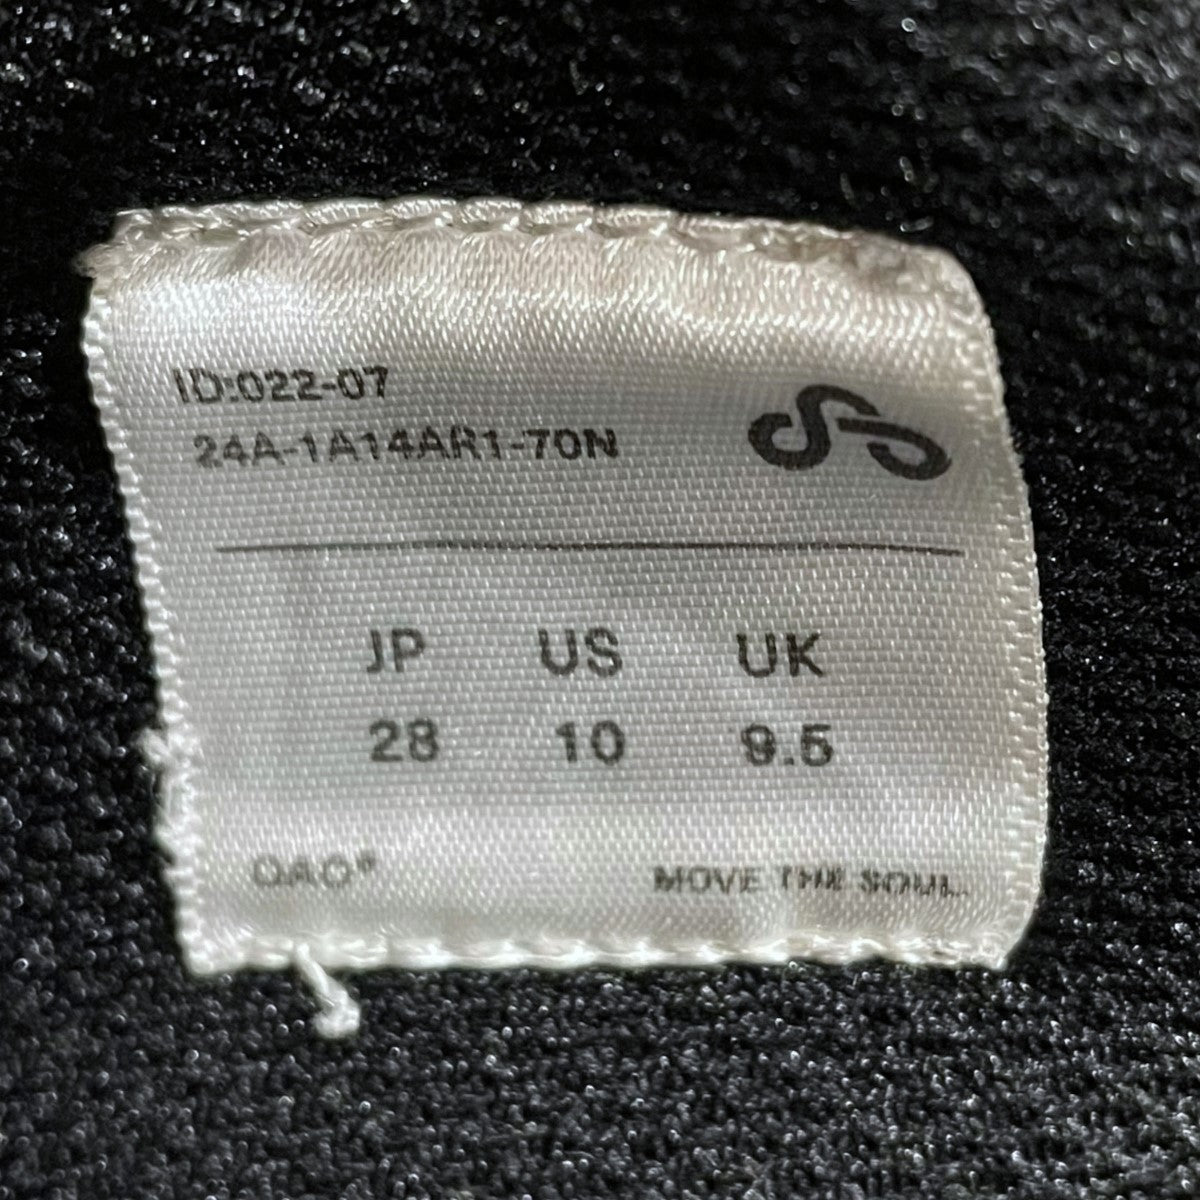 ID:022-07
24A-1A14AR1-70N
JP US UK
28 10 9.5
OAO®
MOVE THE SOUL.